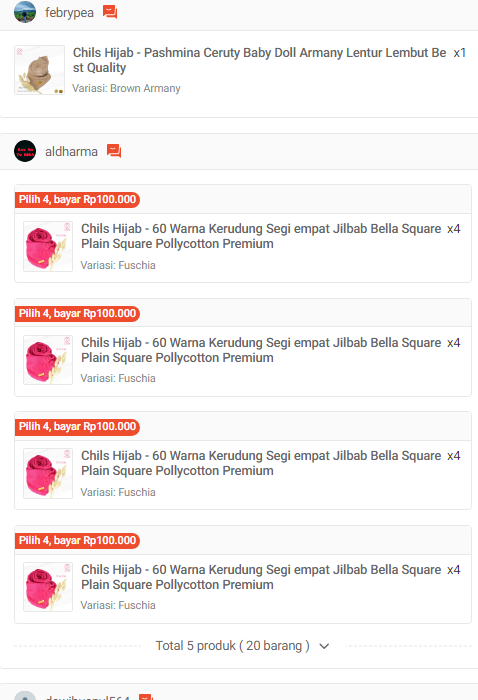 febrypea
Chils Hijab - Pashmina Ceruty Baby Doll Armany Lentur Lembut Be x1
st Quality
Variasi: Brown Armany
aldharma
Pilih 4, bayar Rp100.000
Chils Hijab - 60 Warna Kerudung Segi empat Jilbab Bella Square x4
Plain Square Pollycotton Premium
Variasi: Fuschia
Pilih 4, bayar Rp100.000
Chils Hijab - 60 Warna Kerudung Segi empat Jilbab Bella Square x4
Plain Square Pollycotton Premium
Variasi: Fuschia
Pilih 4, bayar Rp100.000
Chils Hijab - 60 Warna Kerudung Segi empat Jilbab Bella Square x4
Plain Square Pollycotton Premium
Variasi: Fuschia
Pilih 4, bayar Rp100.000
Chils Hijab - 60 Warna Kerudung Segi empat Jilbab Bella Square x4
Plain Square Pollycotton Premium
Variasi: Fuschia
Total 5 produk ( 20 barang )